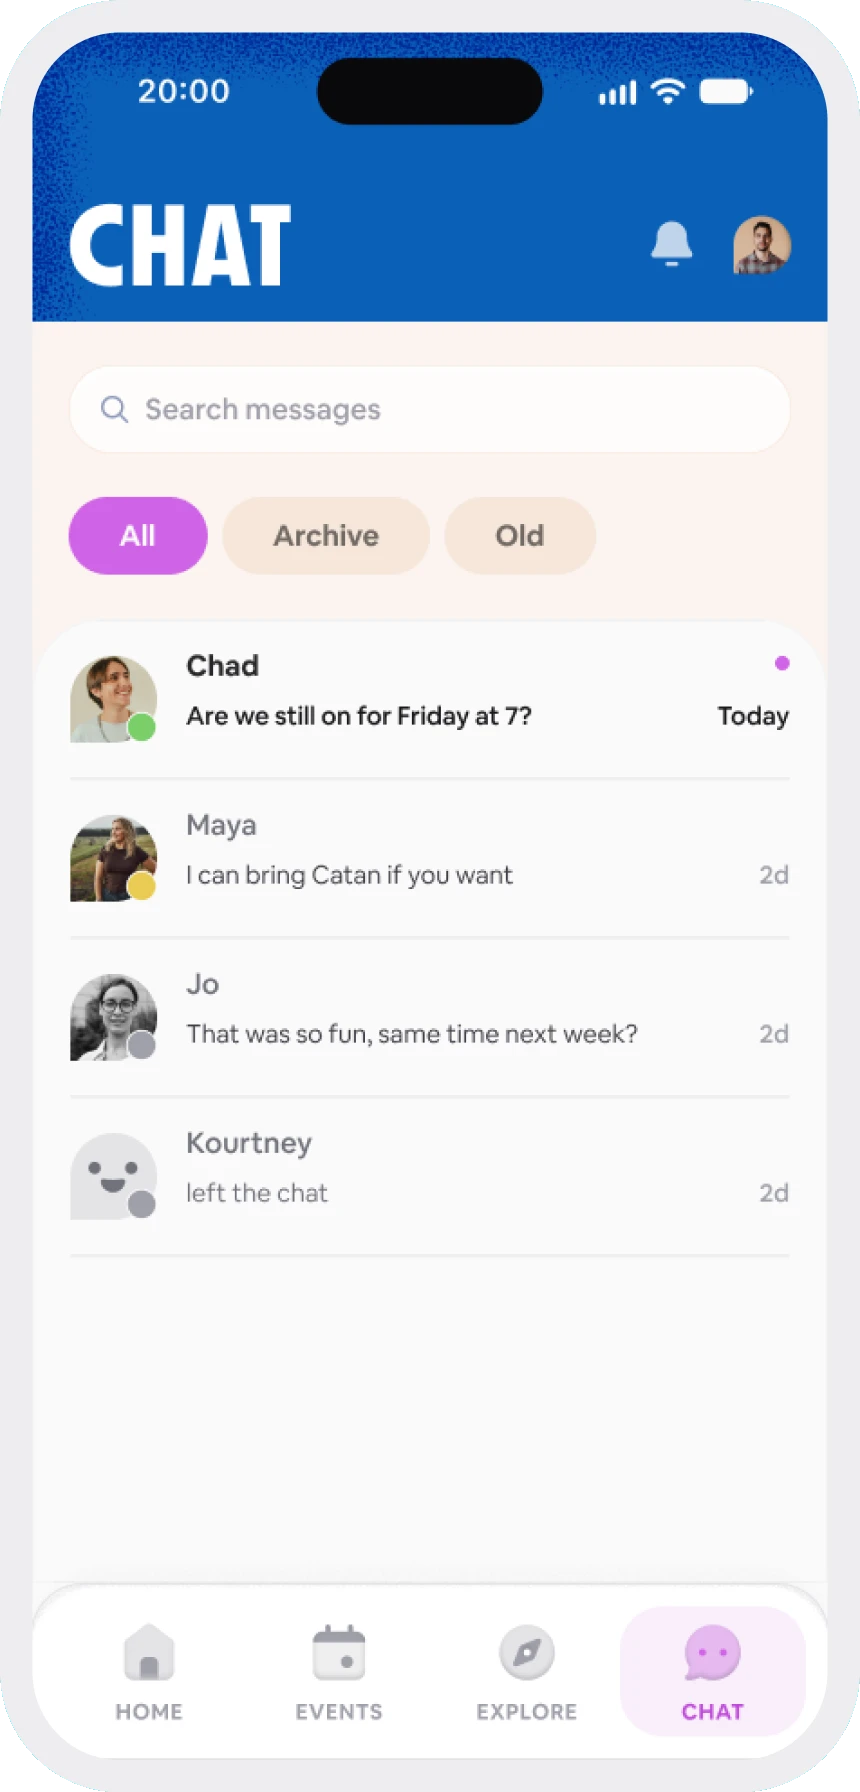 20:00
CHAT
Search messages
All
Archive
Old
Chad
Are we still on for Friday at 7?
Today
Maya
I can bring Catan if you want
2d
Jo
That was so fun, same time next week?
2d
Kourtney
left the chat
2d
HOME
EVENTS
EXPLORE
CHAT